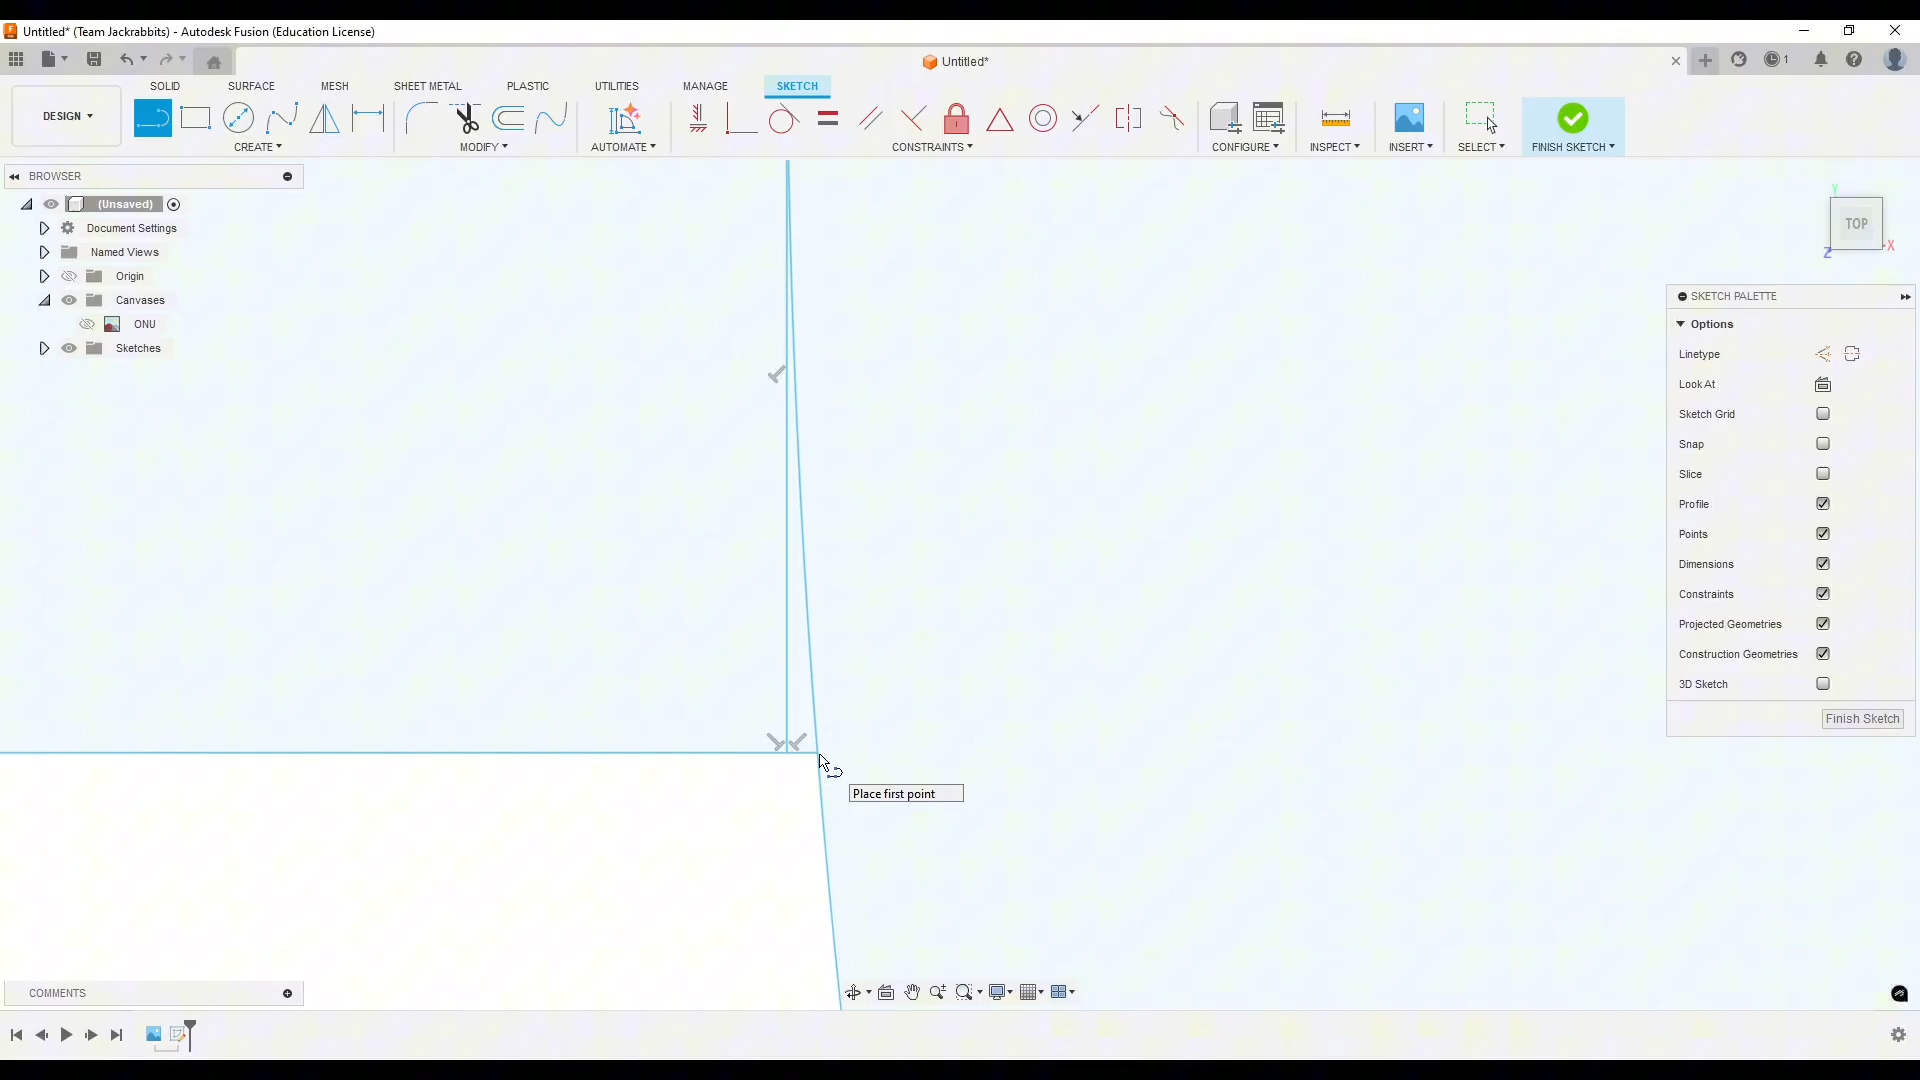 Untitled* (Team Jackrabbits) - Autodesk Fusion (Education License)
Untitled*
1
DESIGN
SOLID
SURFACE
MESH
SHEET METAL
PLASTIC
UTILITIES
MANAGE
SKETCH
CREATE
MODIFY
AUTOMATE
CONSTRAINTS
CONFIGURE
INSPECT
INSERT
SELECT
FINISH SKETCH
BROWSER
(Unsaved)
Document Settings
Named Views
Origin
Canvases
ONU
Sketches
Y
TOP
X
Z
SKETCH PALETTE
Options
Linetype
Look At
Sketch Grid
Snap
Slice
Profile
Points
Dimensions
Constraints
Projected Geometries
Construction Geometries
3D Sketch
Finish Sketch
Place first point
COMMENTS